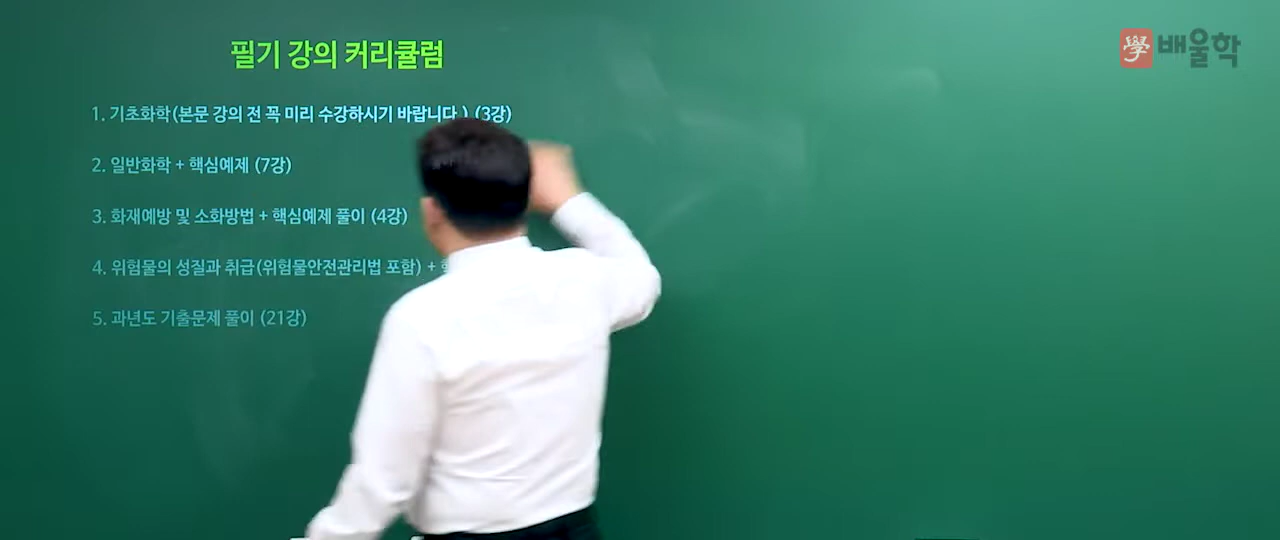 필기 강의 커리큘럼
學 배울학
1. 기초화학(본문 강의 전 꼭 미리 수강하시기 바랍니다.) (3강)
2. 일반화학 + 핵심예제 (7강)
3. 화재예방 및 소화방법 + 핵심예제 풀이 (4강)
4. 위험물의 성질과 취급(위험물안전관리법 포함) +
5. 과년도 기출문제 풀이 (21강)